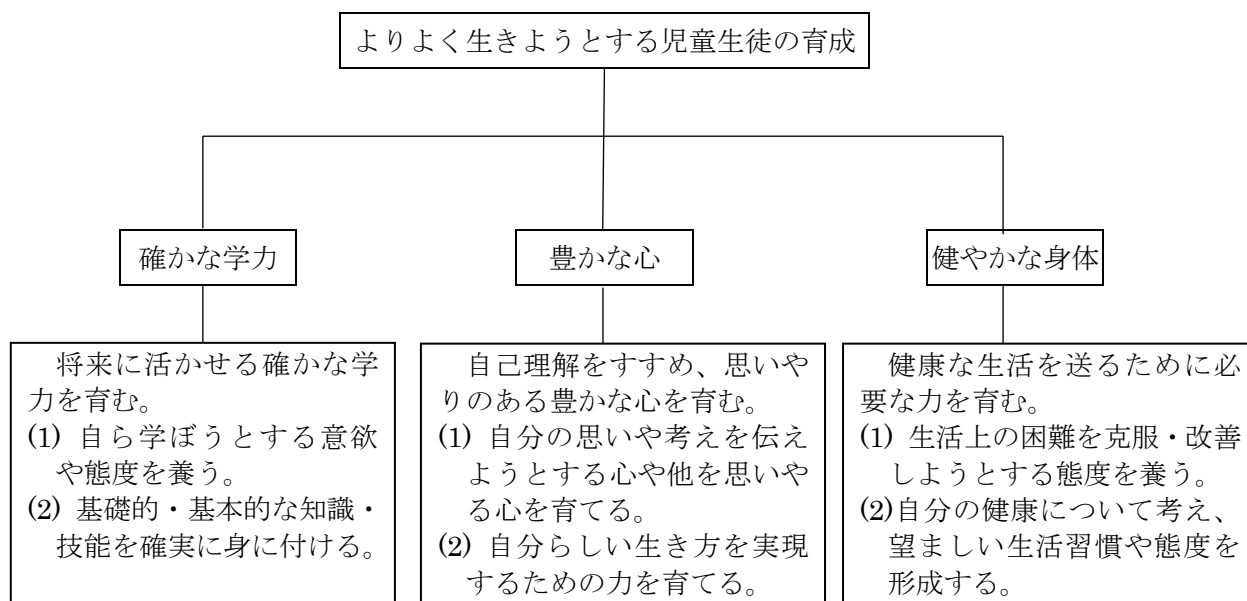 よりよく生きようとする児童生徒の育成
確かな学力
豊かな心
健やかな身体
将来に活かせる確かな学
力を育む。
(1) 自ら学ぼうとする意欲
や態度を養う。
(2) 基礎的・基本的な知識・
技能を確実に身に付ける。
自己理解をすすめ、思いや
りのある豊かな心を育む。
(1) 自分の思いや考えを伝え
ようとする心や他を思いや
る心を育てる。
(2) 自分らしい生き方を実現
するための力を育てる。
健康な生活を送るために必
要な力を育む。
(1) 生活上の困難を克服・改善
しようとする態度を養う。
(2)自分の健康について考え、
望ましい生活習慣や態度を
形成する。